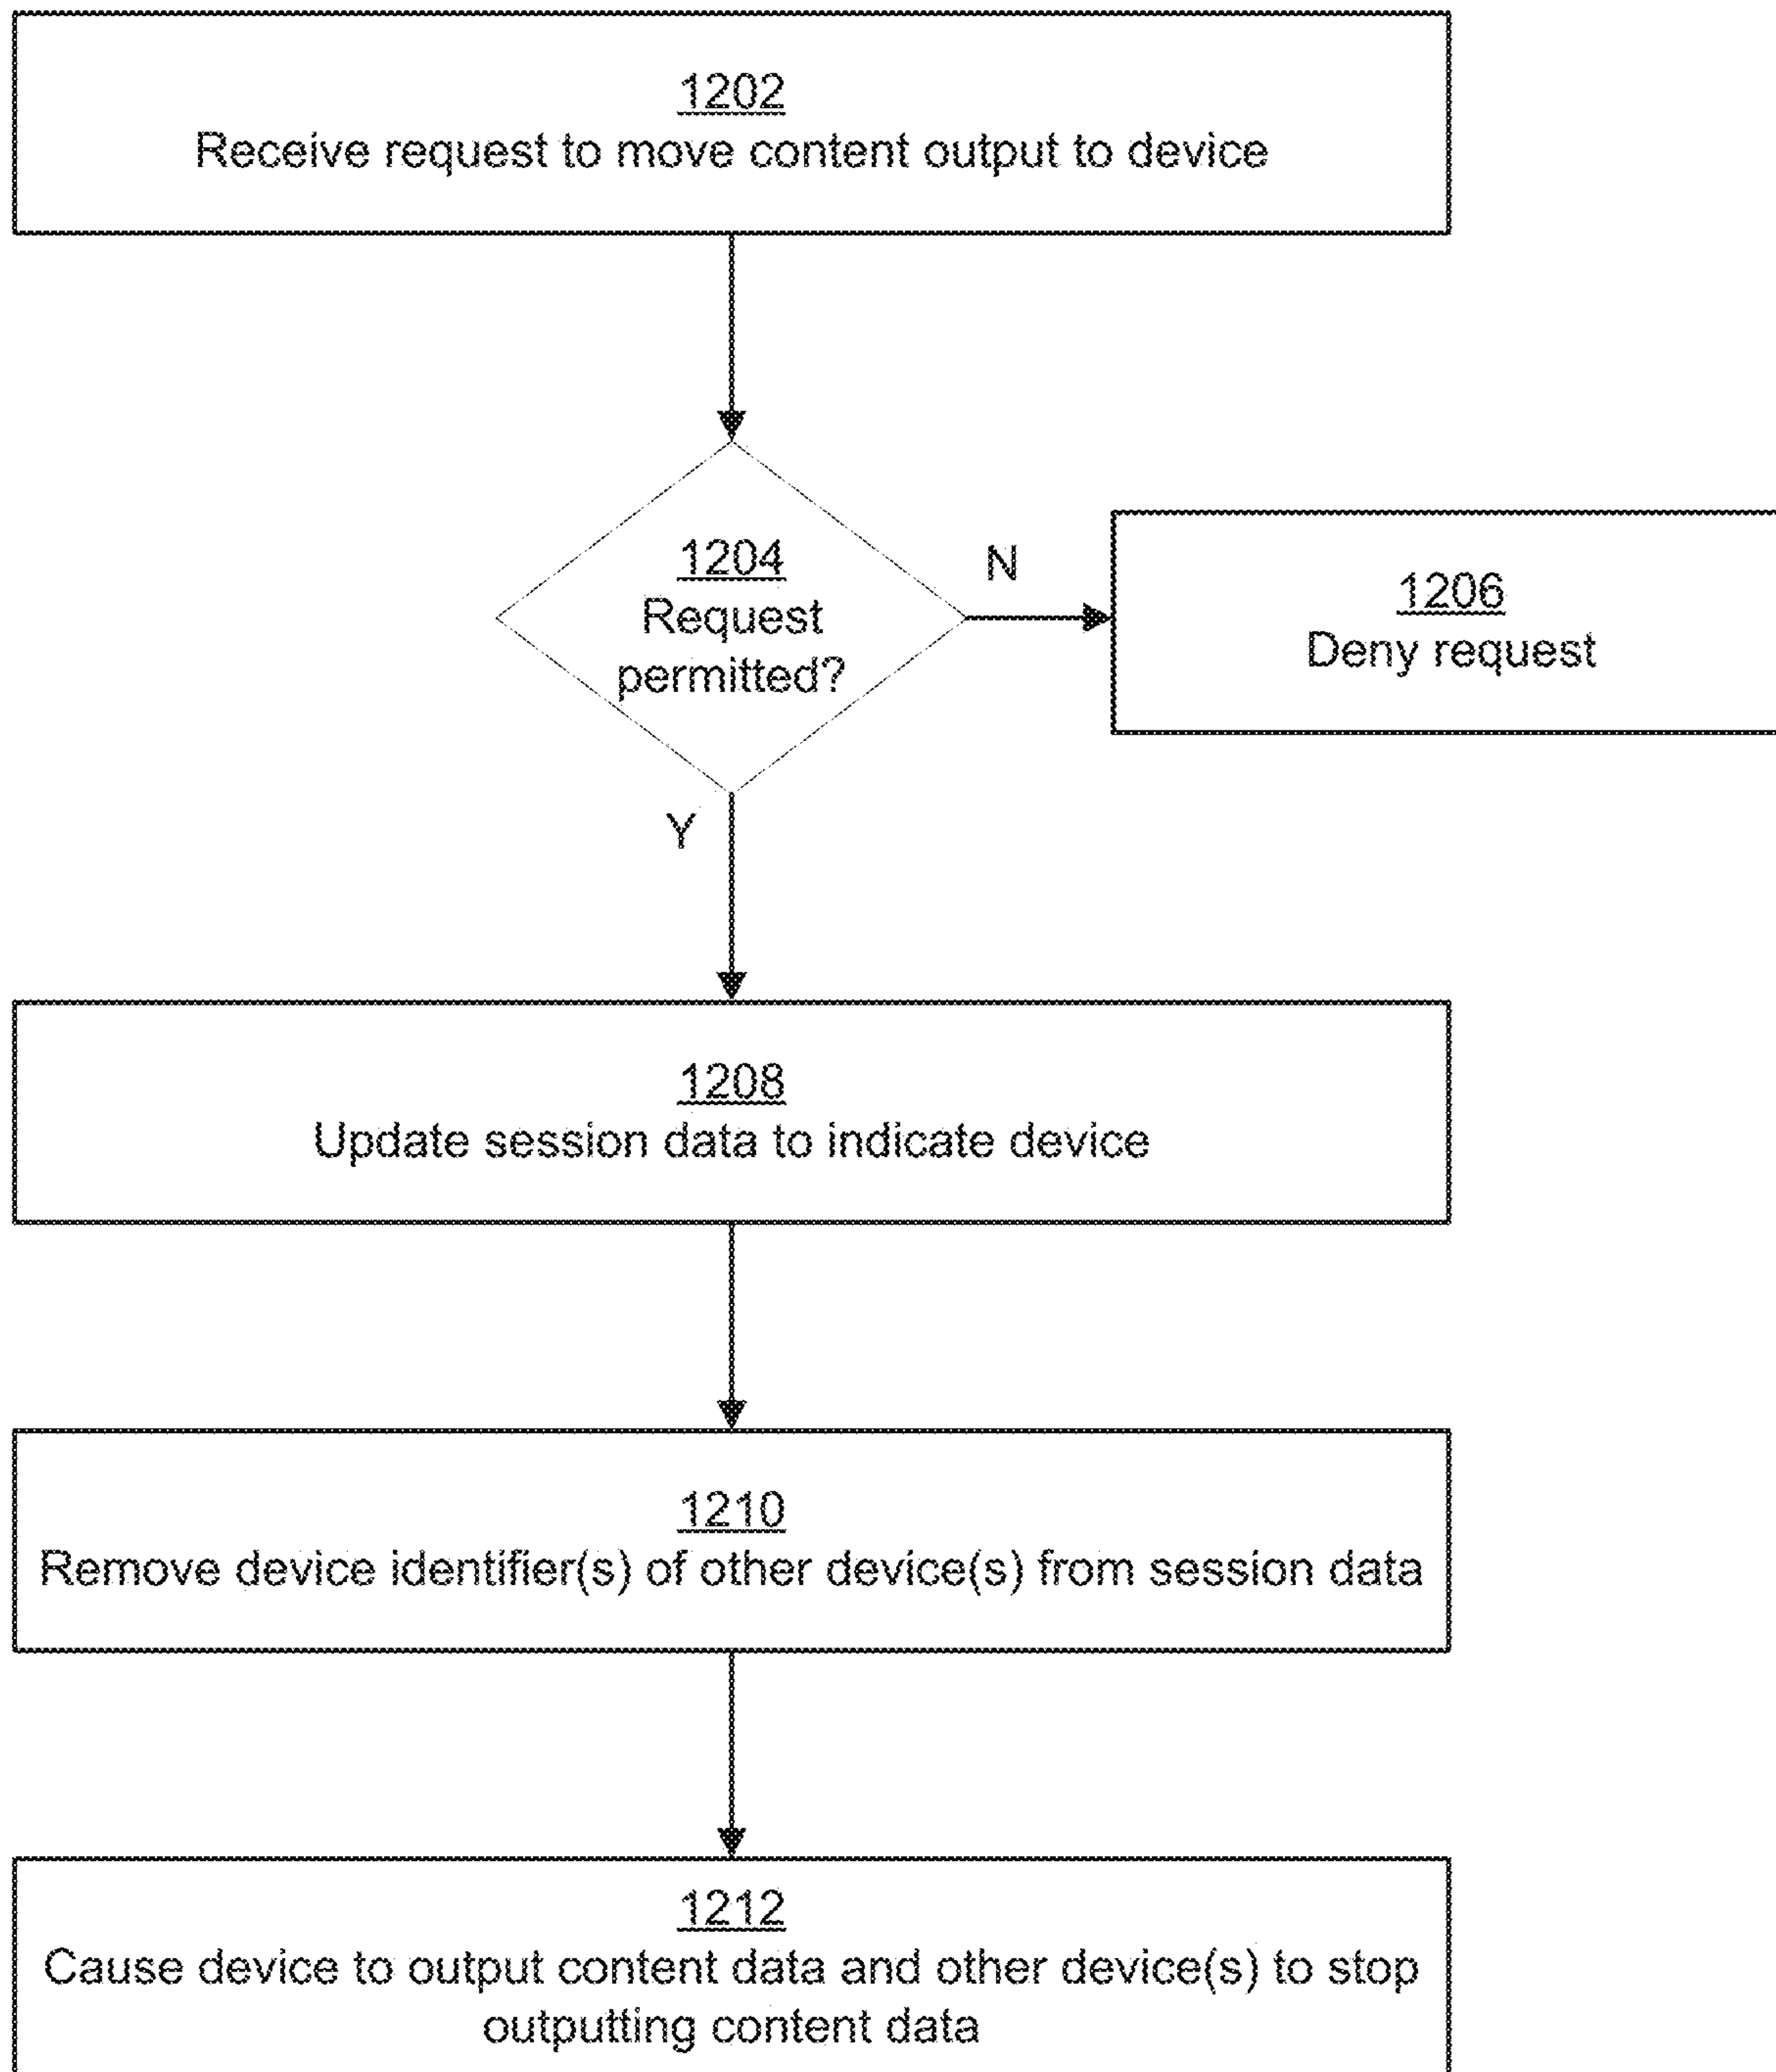 1202
Receive request to move content output to device
1204
Request
permitted?
N
1206
Deny request
Y
1208
Update session data to indicate device
1210
Remove device identifier(s) of other device(s) from session data
1212
Cause device to output content data and other device(s) to stop
outputting content data